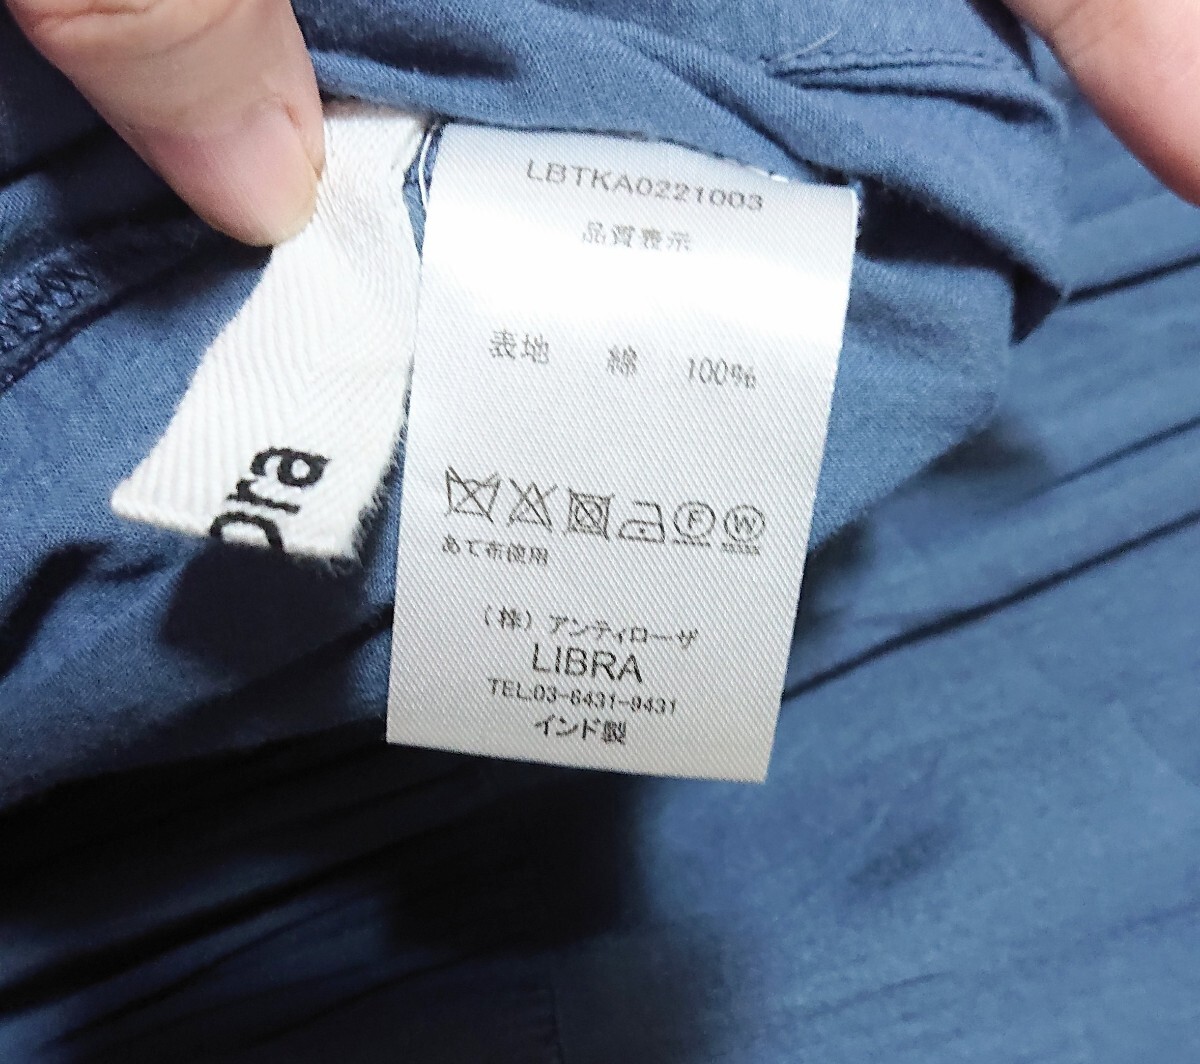 LBTKA0221003
品質表示
表地 綿 100%
F W
あて布使用
(株) アンティローザ
LIBRA
TEL.03-6431-9431
インド製